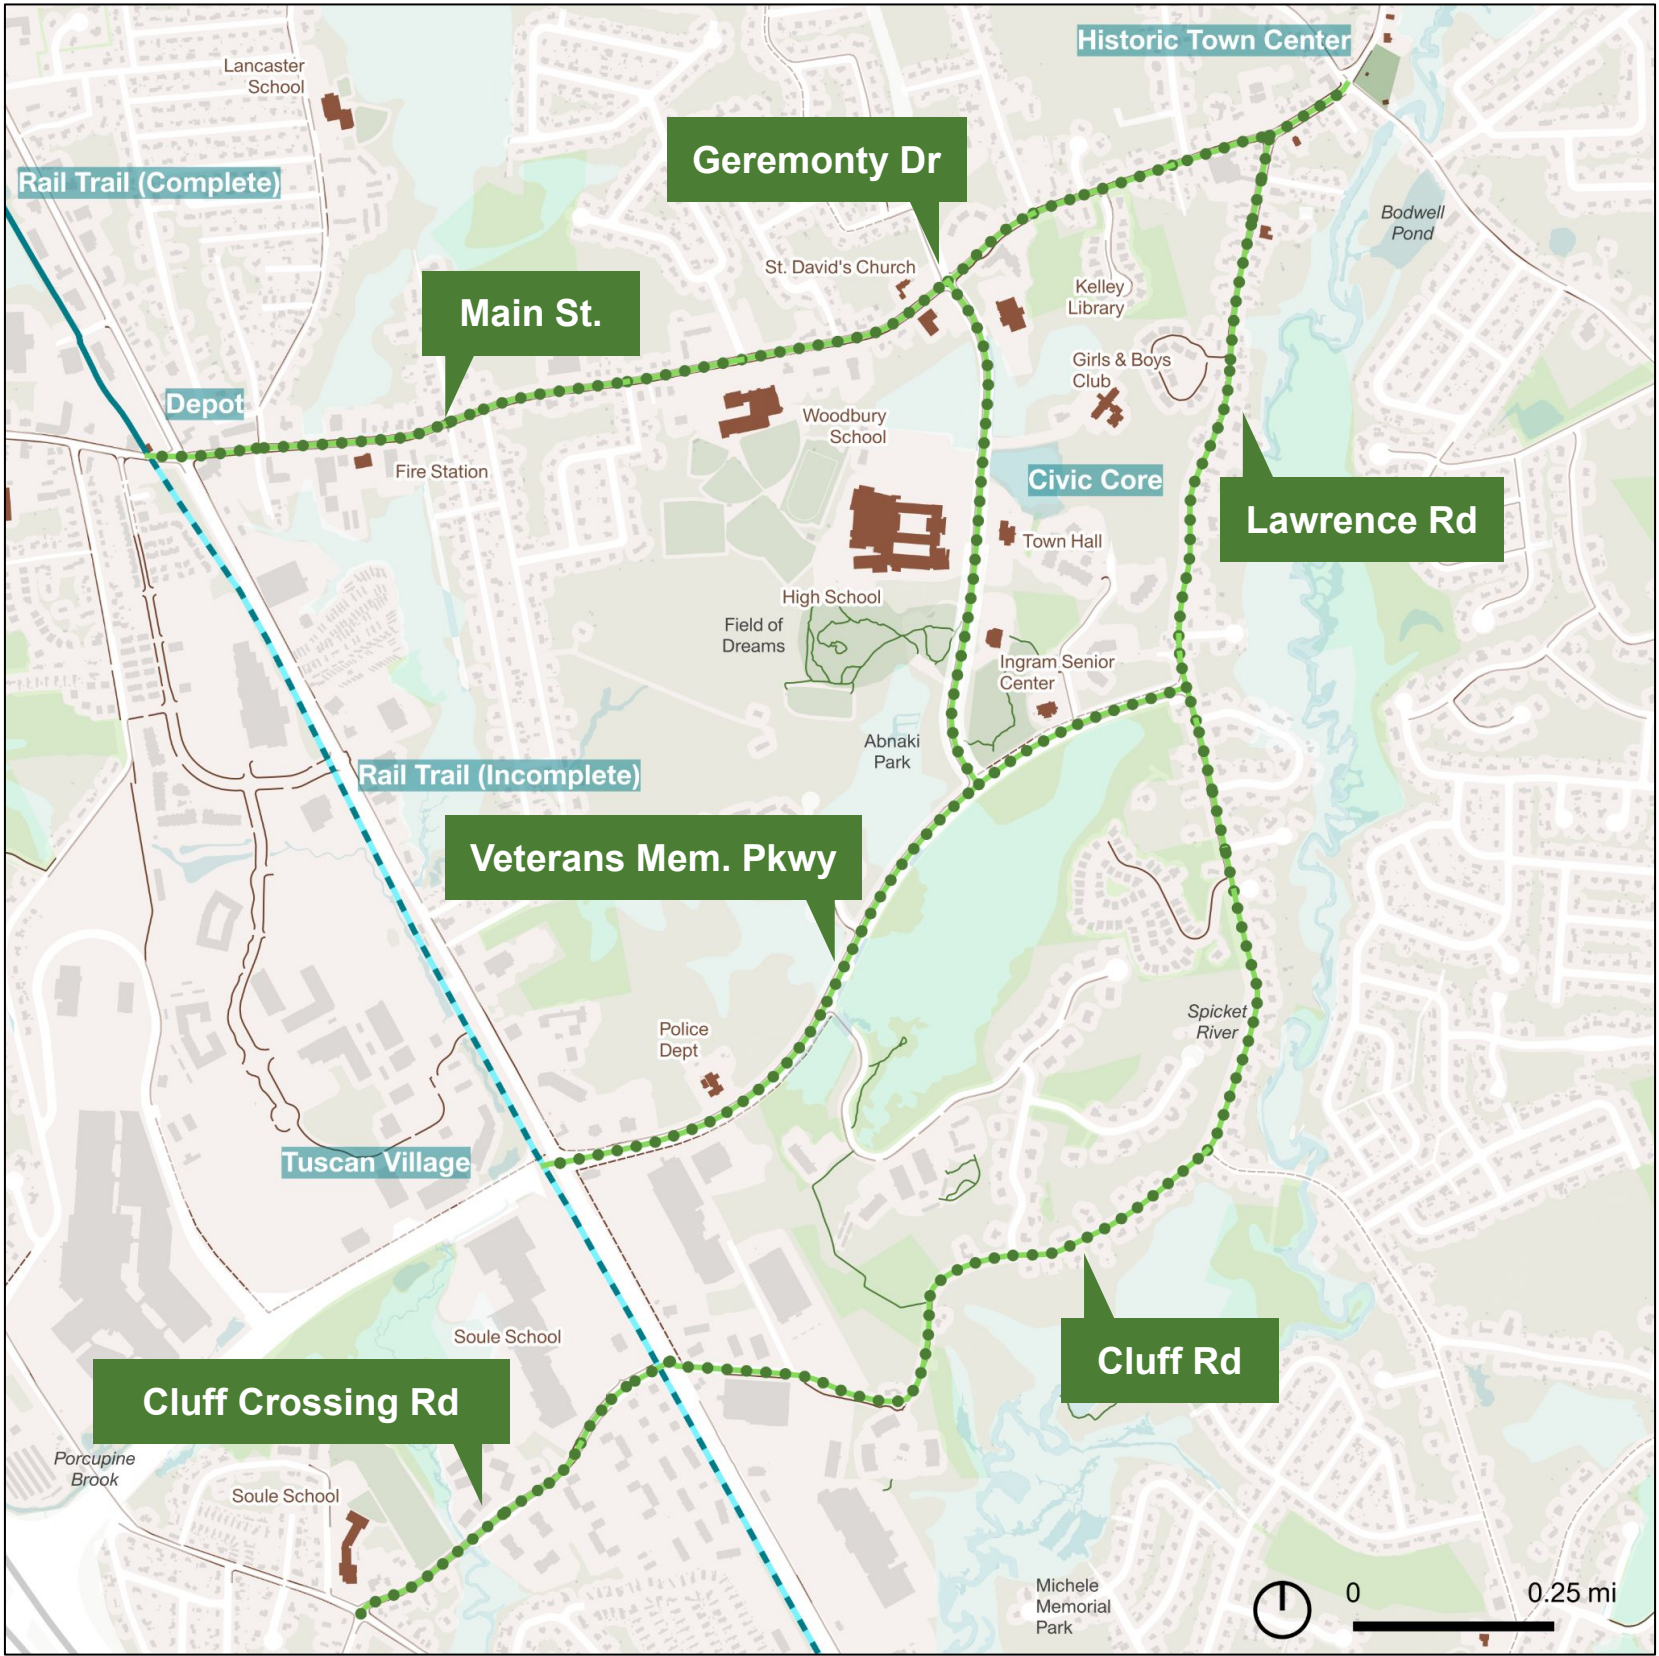 Historic Town Center
Lancaster
School
Geremonty Dr
Rail Trail (Complete)
Bodwell
Pond
St. David's Church
Kelley
Library
Main St.
Girls & Boys
Club
Depot
Woodbury
School
Fire Station
Civic Core
Lawrence Rd
Town Hall
High School
Field of
Dreams
Ingram Senior
Center
Abnaki
Park
Rail Trail (Incomplete)
Veterans Mem. Pkwy
Spicket
River
Police
Dept
Tuscan Village
Soule School
Cluff Rd
Cluff Crossing Rd
Porcupine
Brook
Soule School
Michele
Memorial
Park
0 0.25 mi